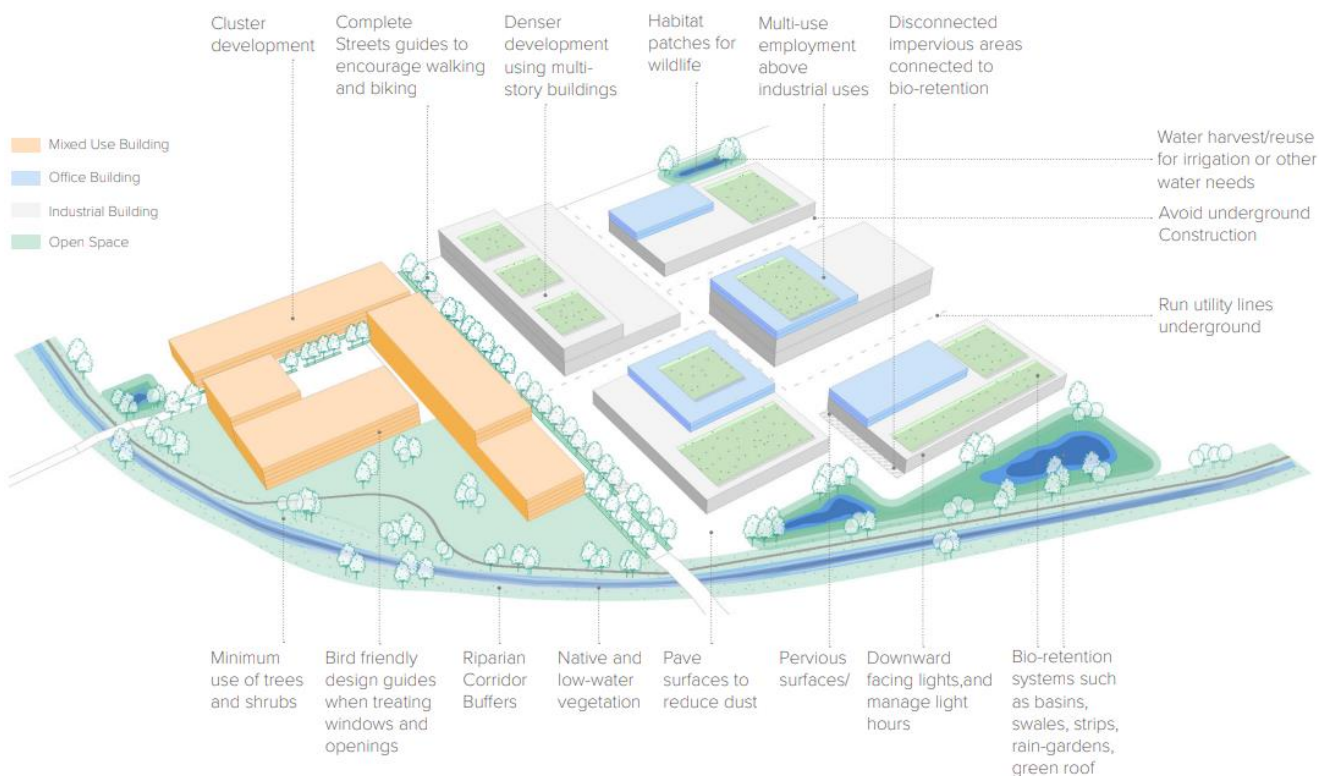 Cluster
development
Complete
Streets guides to
encourage walking
and biking
Denser
development
using multi-
story buildings
Habitat
patches for
wildlife
Multi-use
employment
above
industrial uses
Disconnected
impervious areas
connected to
bio-retention
Mixed Use Building
Office Building
Industrial Building
Open Space
Water harvest/reuse
for irrigation or other
water needs
Avoid underground
Construction
Run utility lines
underground
Minimum
use of trees
and shrubs
Bird friendly
design guides
when treating
windows and
openings
Riparian
Corridor
Buffers
Native and
low-water
vegetation
Pave
surfaces to
reduce dust
Pervious
surfaces/
Downward
facing lights,and
manage light
hours
Bio-retention
systems such
as basins,
swales, strips,
rain-gardens,
green roof